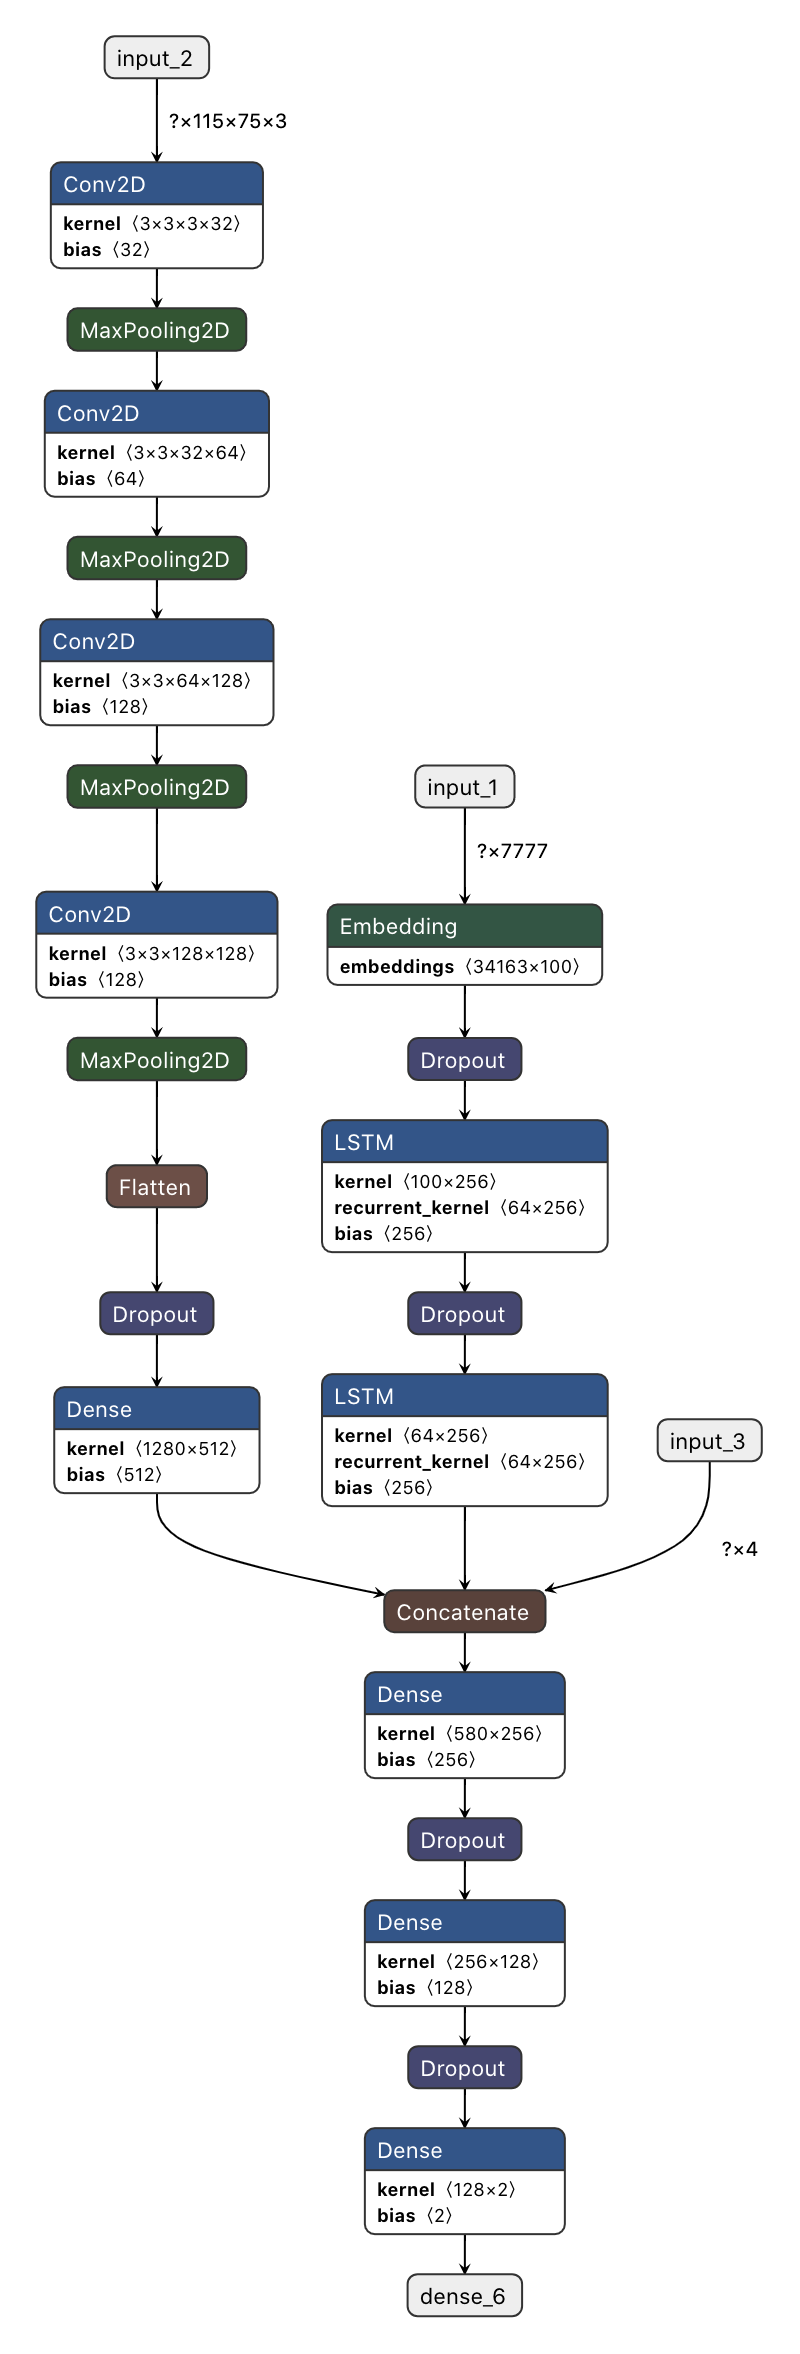 input_2
?×115×75×3
Conv2D
kernel 〈3×3×3×32〉
bias 〈32〉
MaxPooling2D
Conv2D
kernel 〈3×3×32×64〉
bias 〈64〉
MaxPooling2D
Conv2D
kernel 〈3×3×64×128〉
bias 〈128〉
MaxPooling2D
Conv2D
kernel 〈3×3×128×128〉
bias 〈128〉
MaxPooling2D
Flatten
Dropout
Dense
kernel 〈1280×512〉
bias 〈512〉
input_1
?×7777
Embedding
embeddings 〈34163×100〉
Dropout
LSTM
kernel 〈100×256〉
recurrent_kernel 〈64×256〉
bias 〈256〉
Dropout
LSTM
kernel 〈64×256〉
recurrent_kernel 〈64×256〉
bias 〈256〉
input_3
?×4
Concatenate
Dense
kernel 〈580×256〉
bias 〈256〉
Dropout
Dense
kernel 〈256×128〉
bias 〈128〉
Dropout
Dense
kernel 〈128×2〉
bias 〈2〉
dense_6